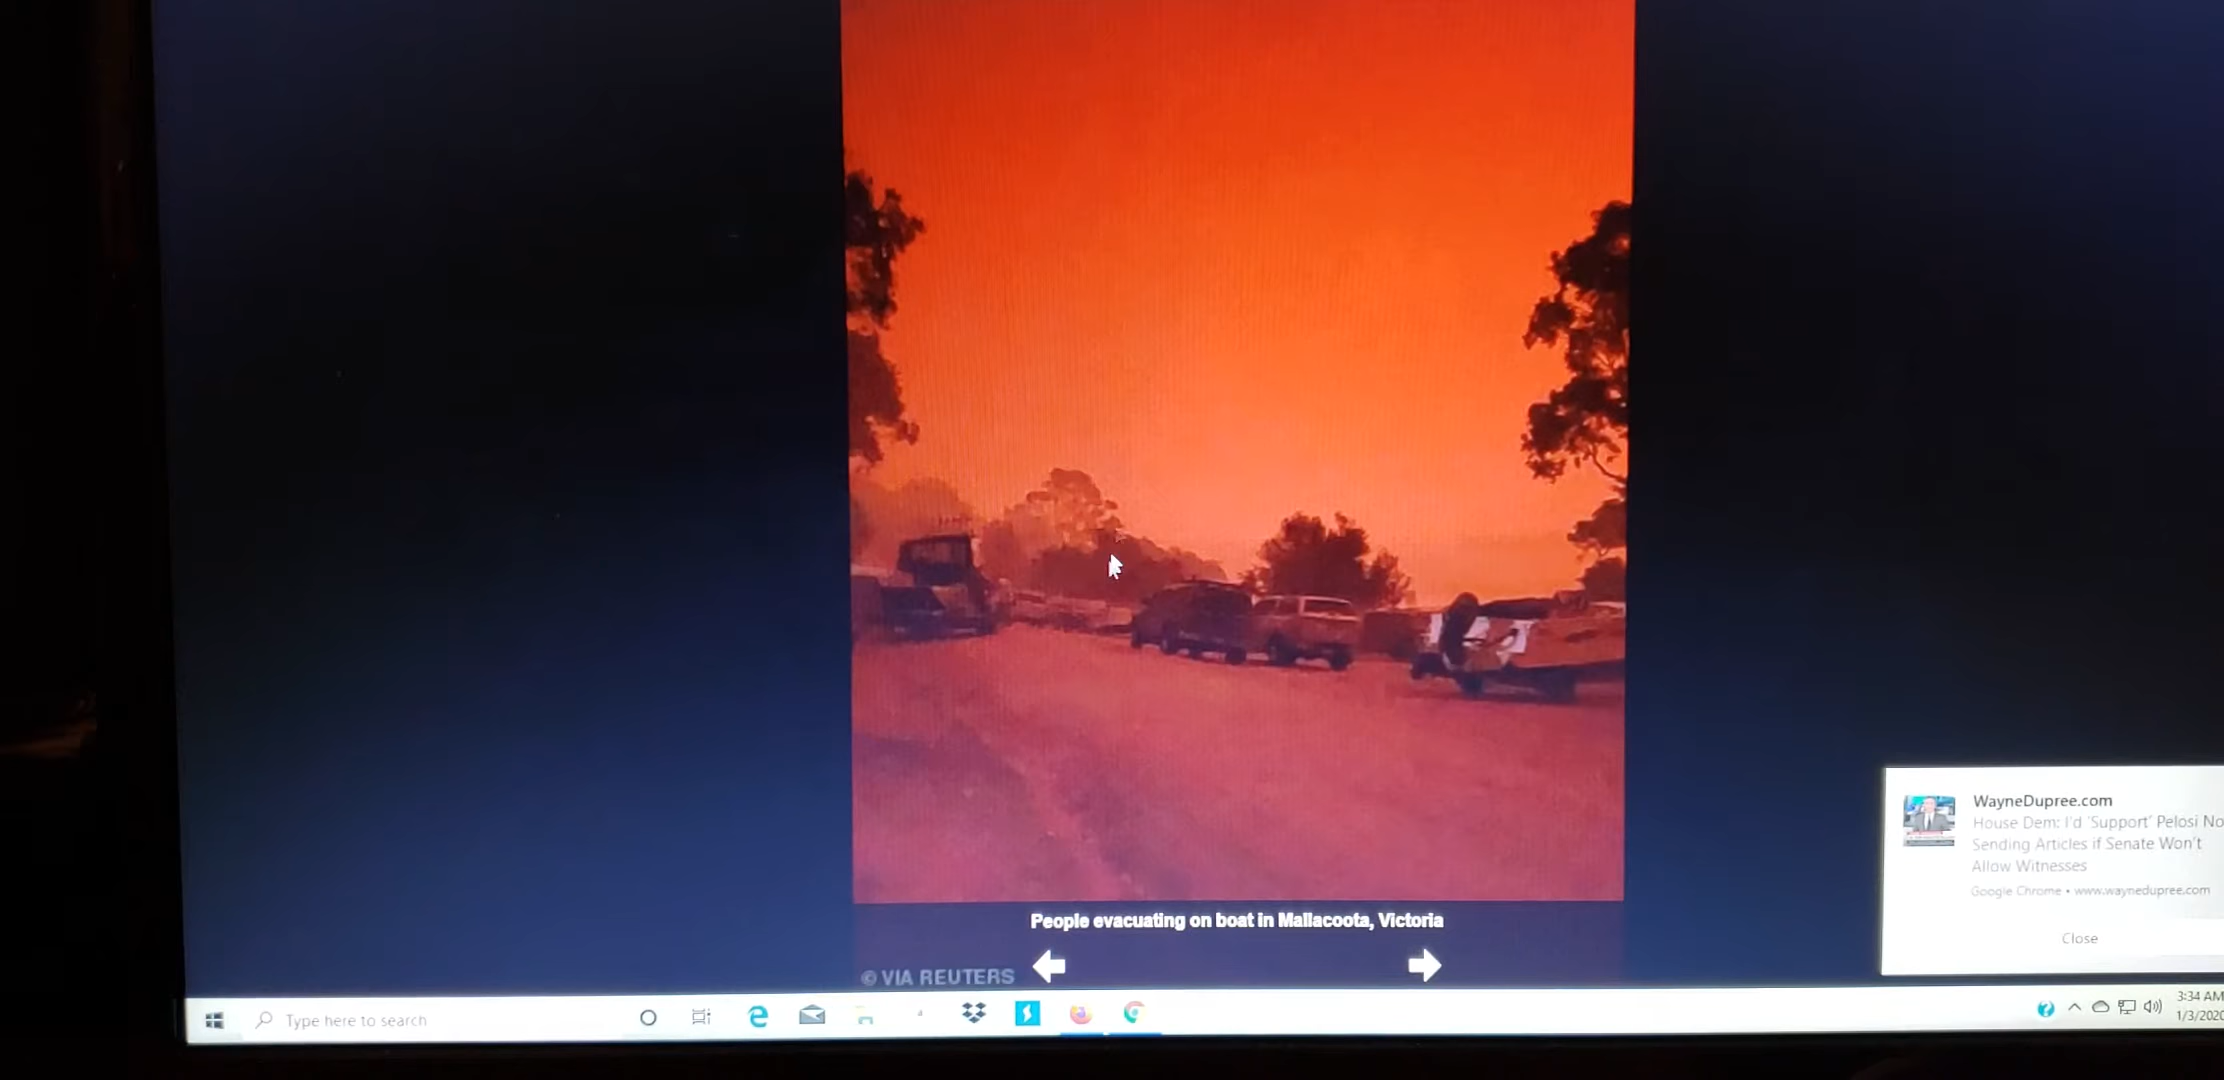 People evacuating on boat in Mallacoota, Victoria
© VIA REUTERS
WayneDupree.com
House Dem: I'd 'Support' Pelosi No
Sending Articles if Senate Won't
Allow Witnesses
Google Chrome • www.waynedupree.com
Close
Type here to search
3:34 AM
1/3/2020